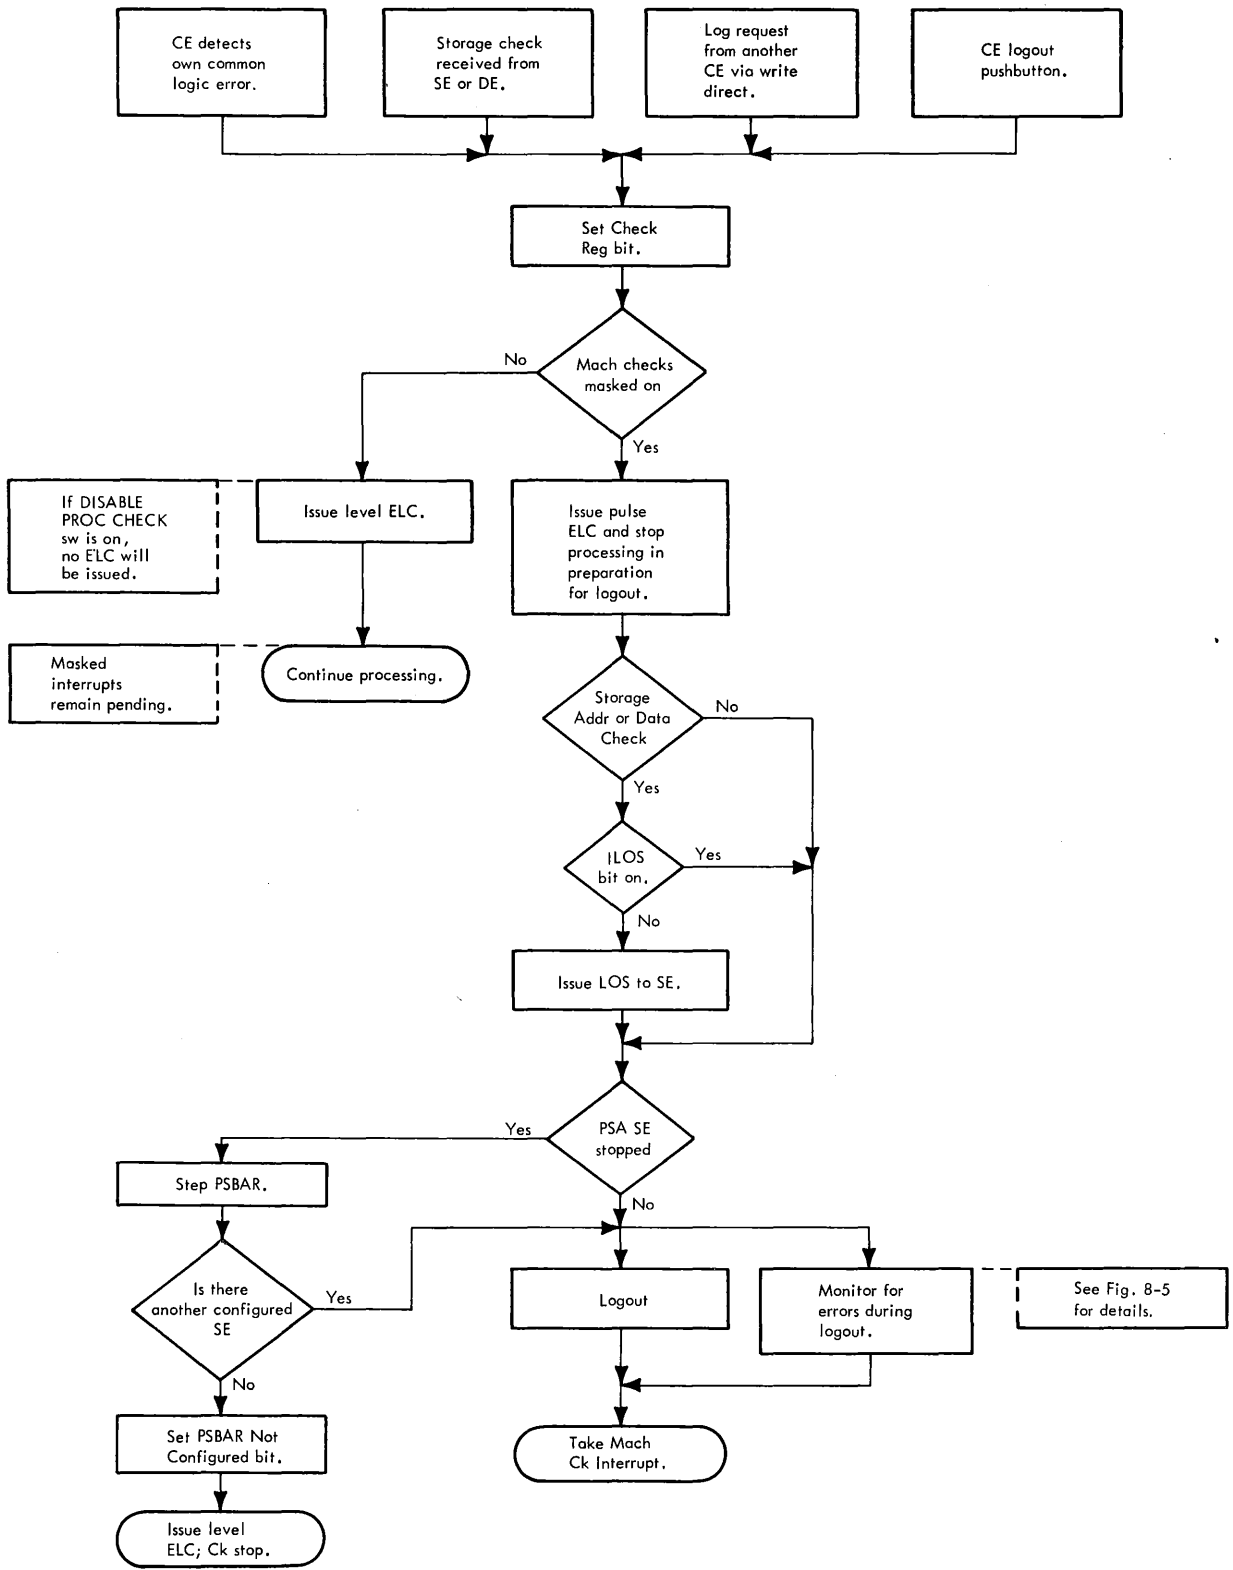 CE detects
own common
logic error.
Storage check
received from
SE or DE.
Log request
from another
CE via write
direct.
CE logout
pushbutton.
Set Check
Reg bit.
Mach checks
masked on
No
Yes
If DISABLE
PROC CHECK
sw is on,
no ELC will
be issued.
Issue level ELC.
Issue pulse
ELC and stop
processing in
preparation
for logout.
Masked
interrupts
remain pending.
Continue processing.
Storage
Addr or Data
Check
No
Yes
ILOS
bit on.
Yes
No
Issue LOS to SE.
PSA SE
stopped
Yes
No
Step PSBAR.
Is there
another configured
SE
Yes
No
Logout
Monitor for
errors during
logout.
See Fig. 8-5
for details.
Set PSBAR Not
Configured bit.
Take Mach
Ck Interrupt.
Issue level
ELC; Ck stop.